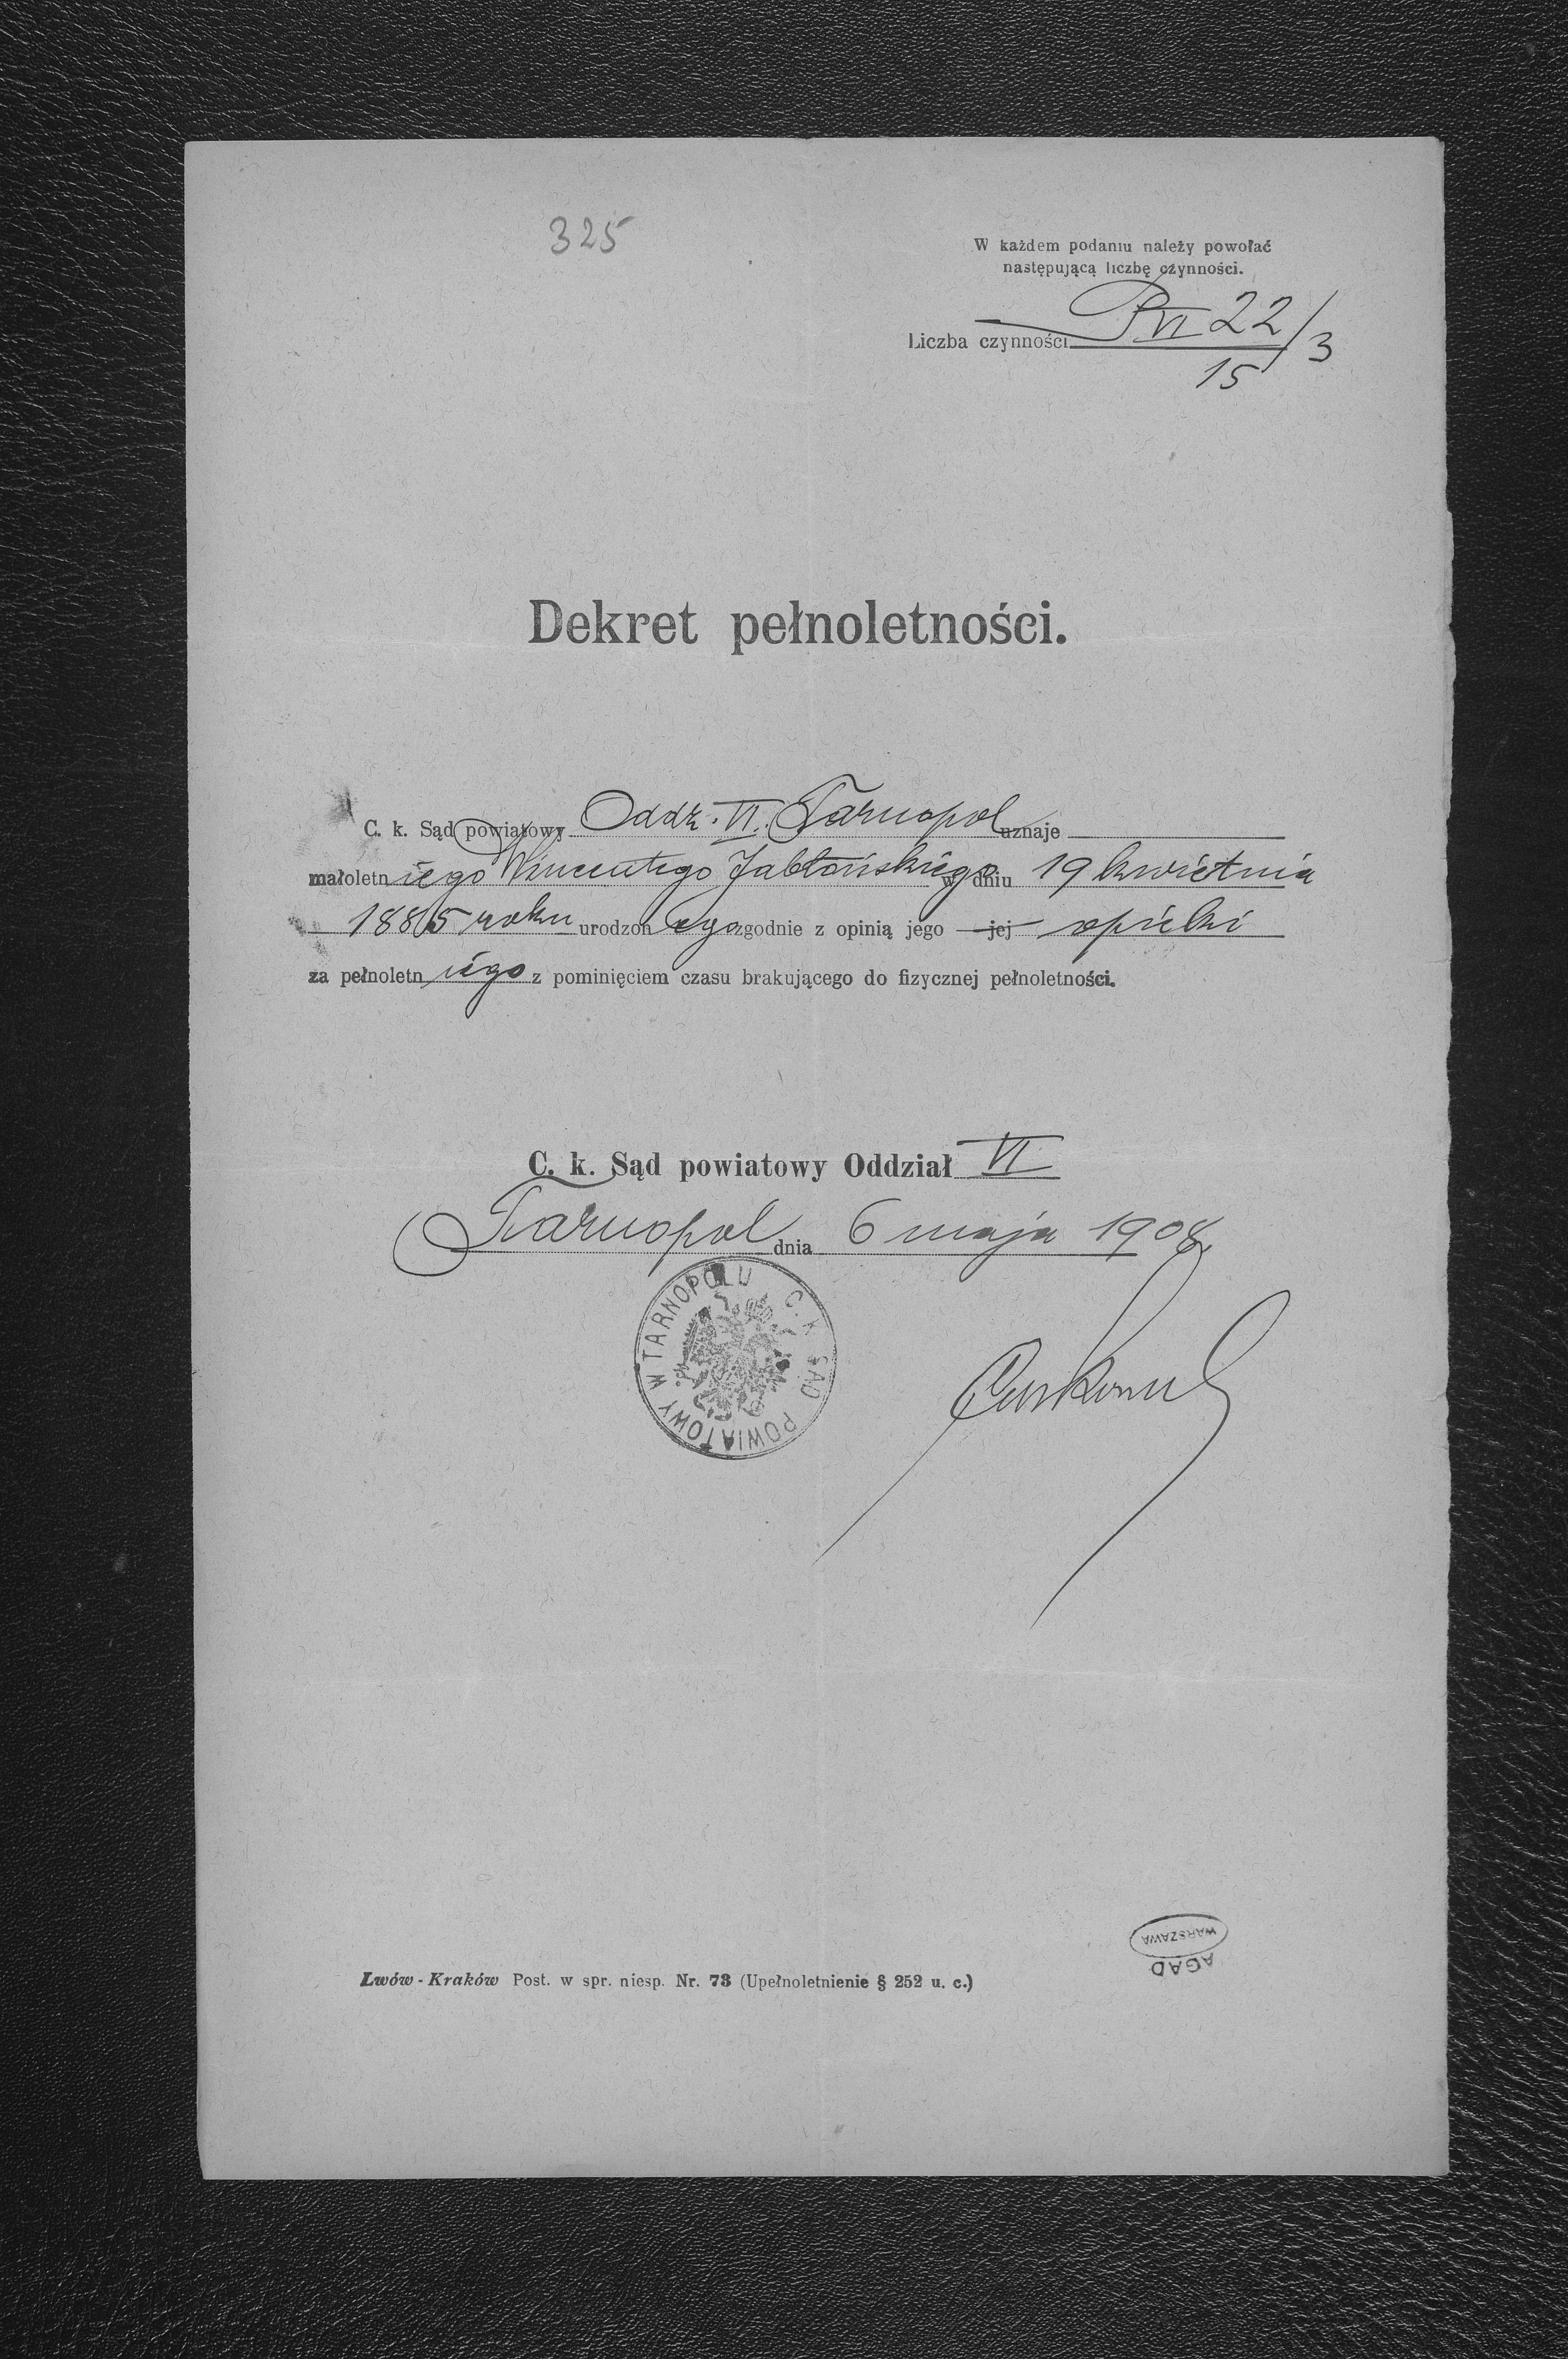 325
W każdem podaniu należy powołać
następującą liczbę czynności.
Liczba czynności P VI 22/3
15
Dekret pełnoletności.
C. k. Sąd powiatowy Oddz. VI. Tarnopol uznaje
małoletniego Wincentego Jabłońskiego w dniu 19 kwietnia
1885 roku urodzonego zgodnie z opinią jego jej opieki
za pełnoletniego z pominięciem czasu brakującego do fizycznej pełnoletności.
C. k. Sąd powiatowy Oddział VI
Tarnopol dnia 6 maja 1908
C. K. SĄD POWIATOWY W TARNOPOLU
Lwów - Kraków Post. w spr. niesp. Nr. 73 (Upełnoletnienie § 252 u. c.)
AGAD
WARSZAWA